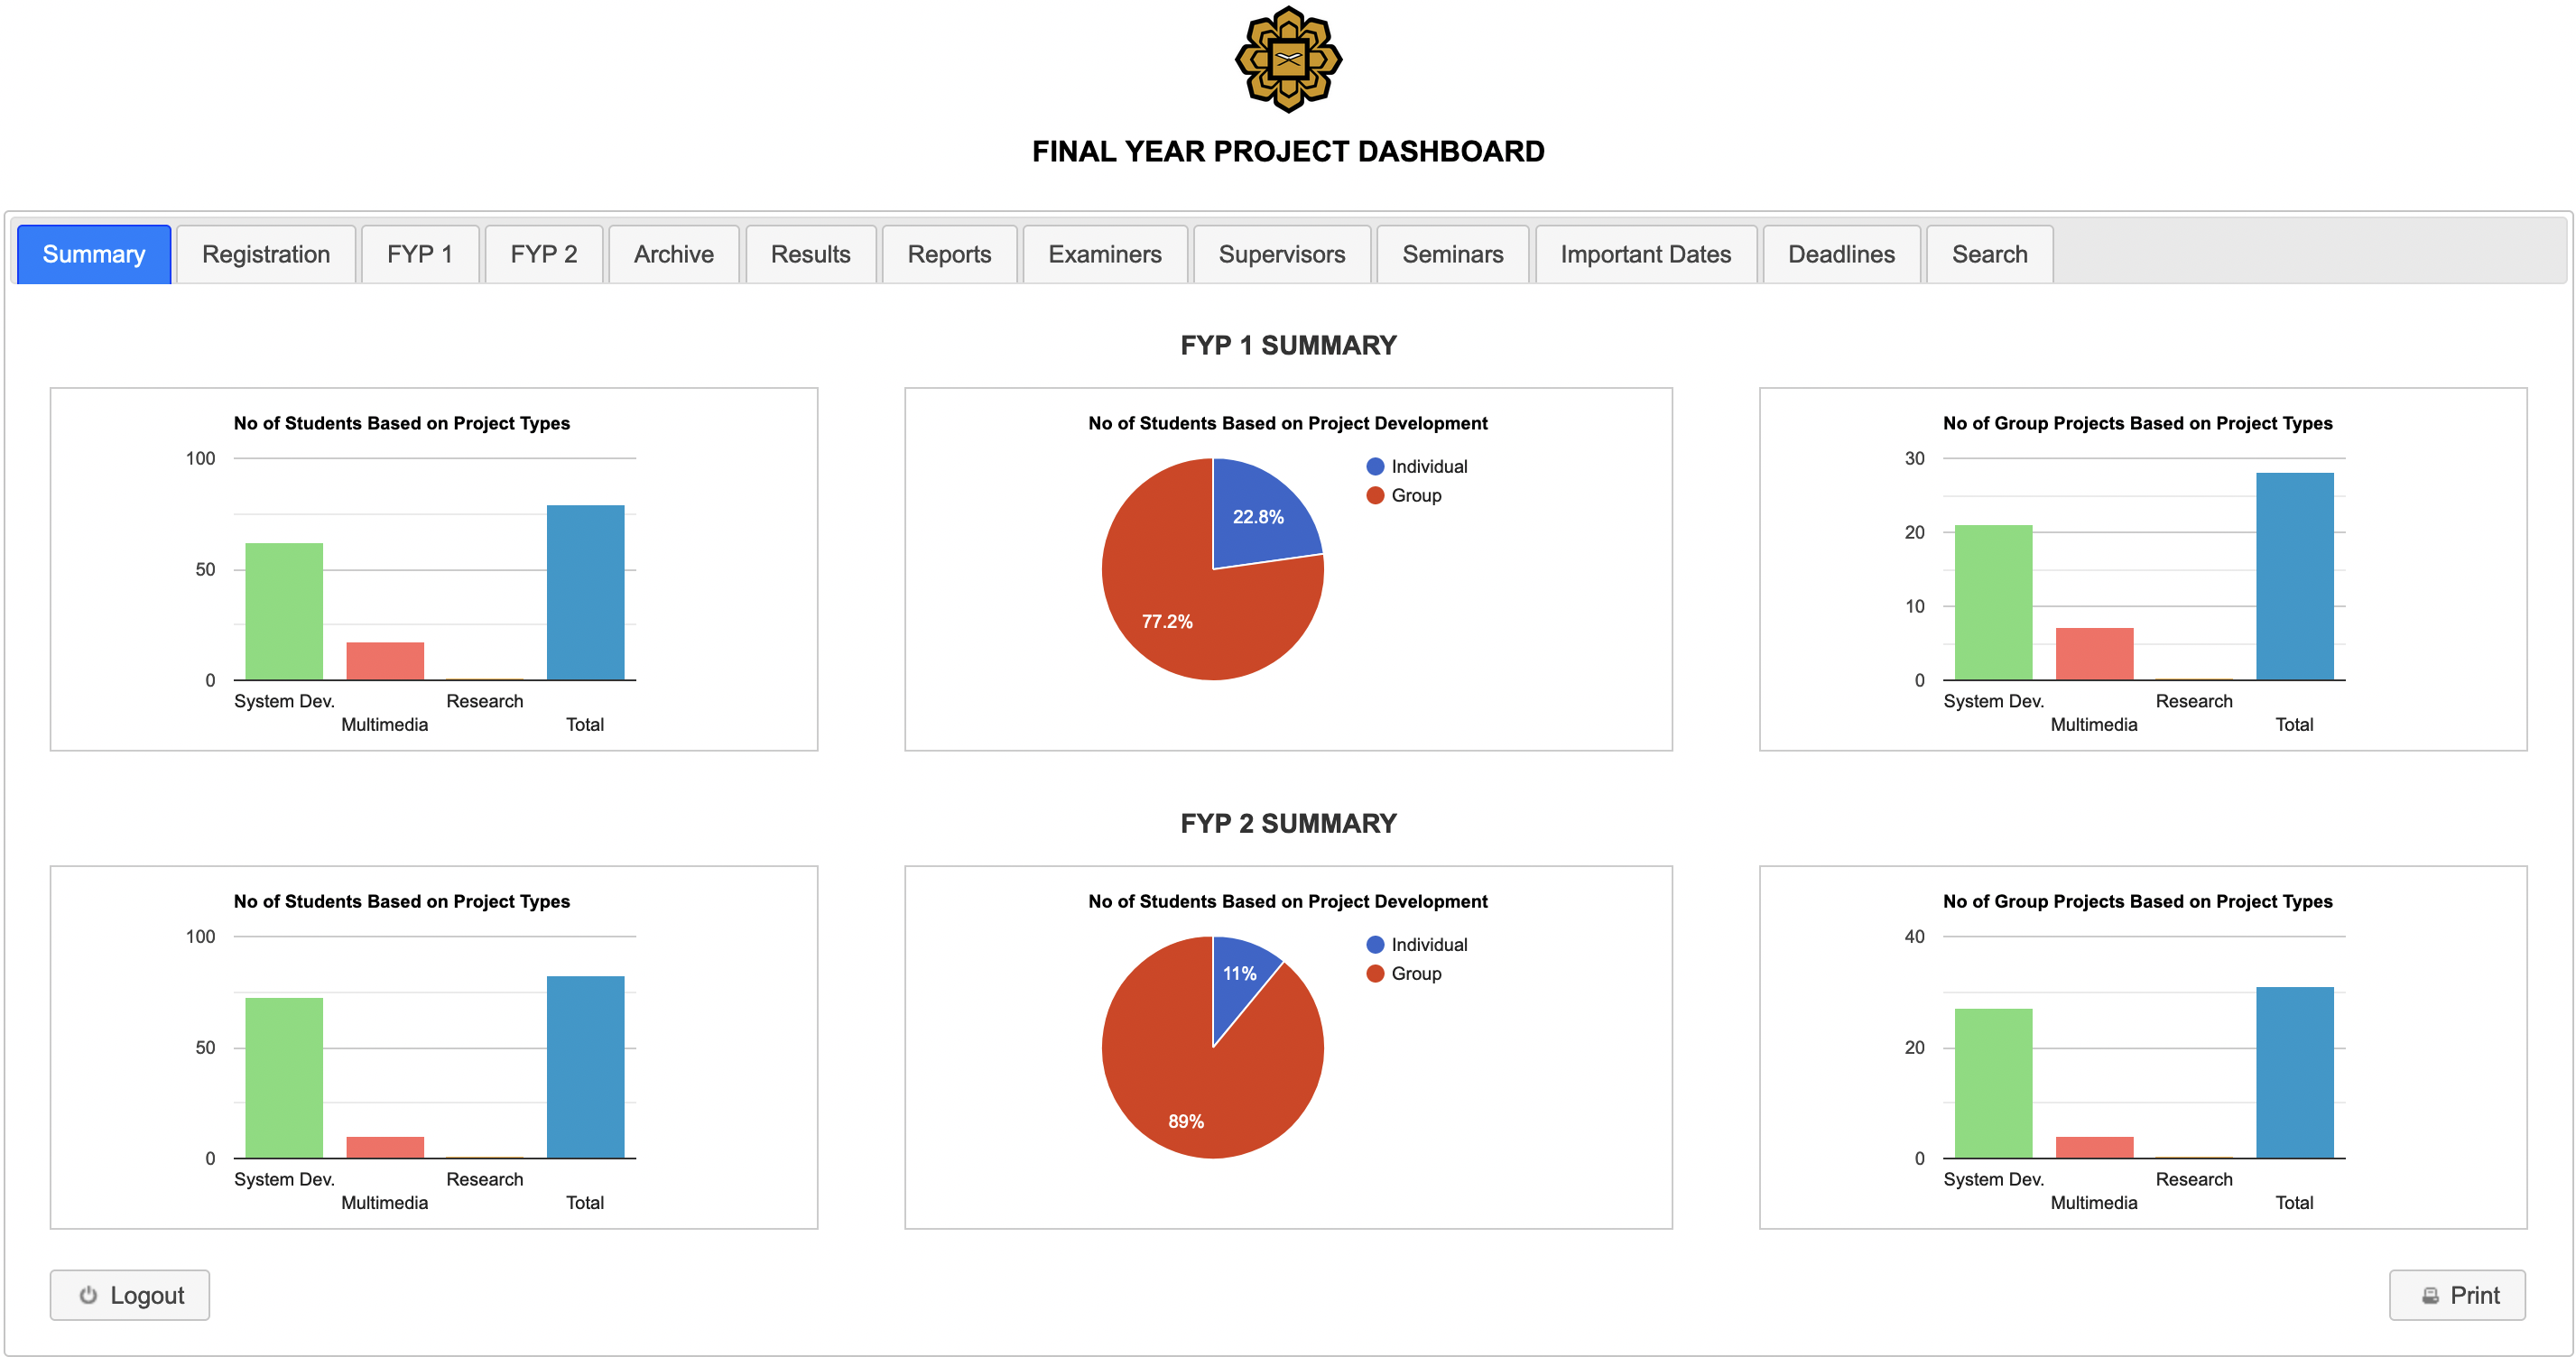 FINAL YEAR PROJECT DASHBOARD
Summary Registration FYP 1 FYP 2 Archive Results Reports Examiners Supervisors Seminars Important Dates Deadlines Search
FYP 1 SUMMARY
No of Students Based on Project Types
100
50
0
System Dev.
Multimedia
Research
Total
No of Students Based on Project Development
Individual
Group
22.8%
77.2%
No of Group Projects Based on Project Types
30
20
10
0
System Dev.
Multimedia
Research
Total
FYP 2 SUMMARY
No of Students Based on Project Types
100
50
0
System Dev.
Multimedia
Research
Total
No of Students Based on Project Development
Individual
Group
11%
89%
No of Group Projects Based on Project Types
40
20
0
System Dev.
Multimedia
Research
Total
Logout
Print